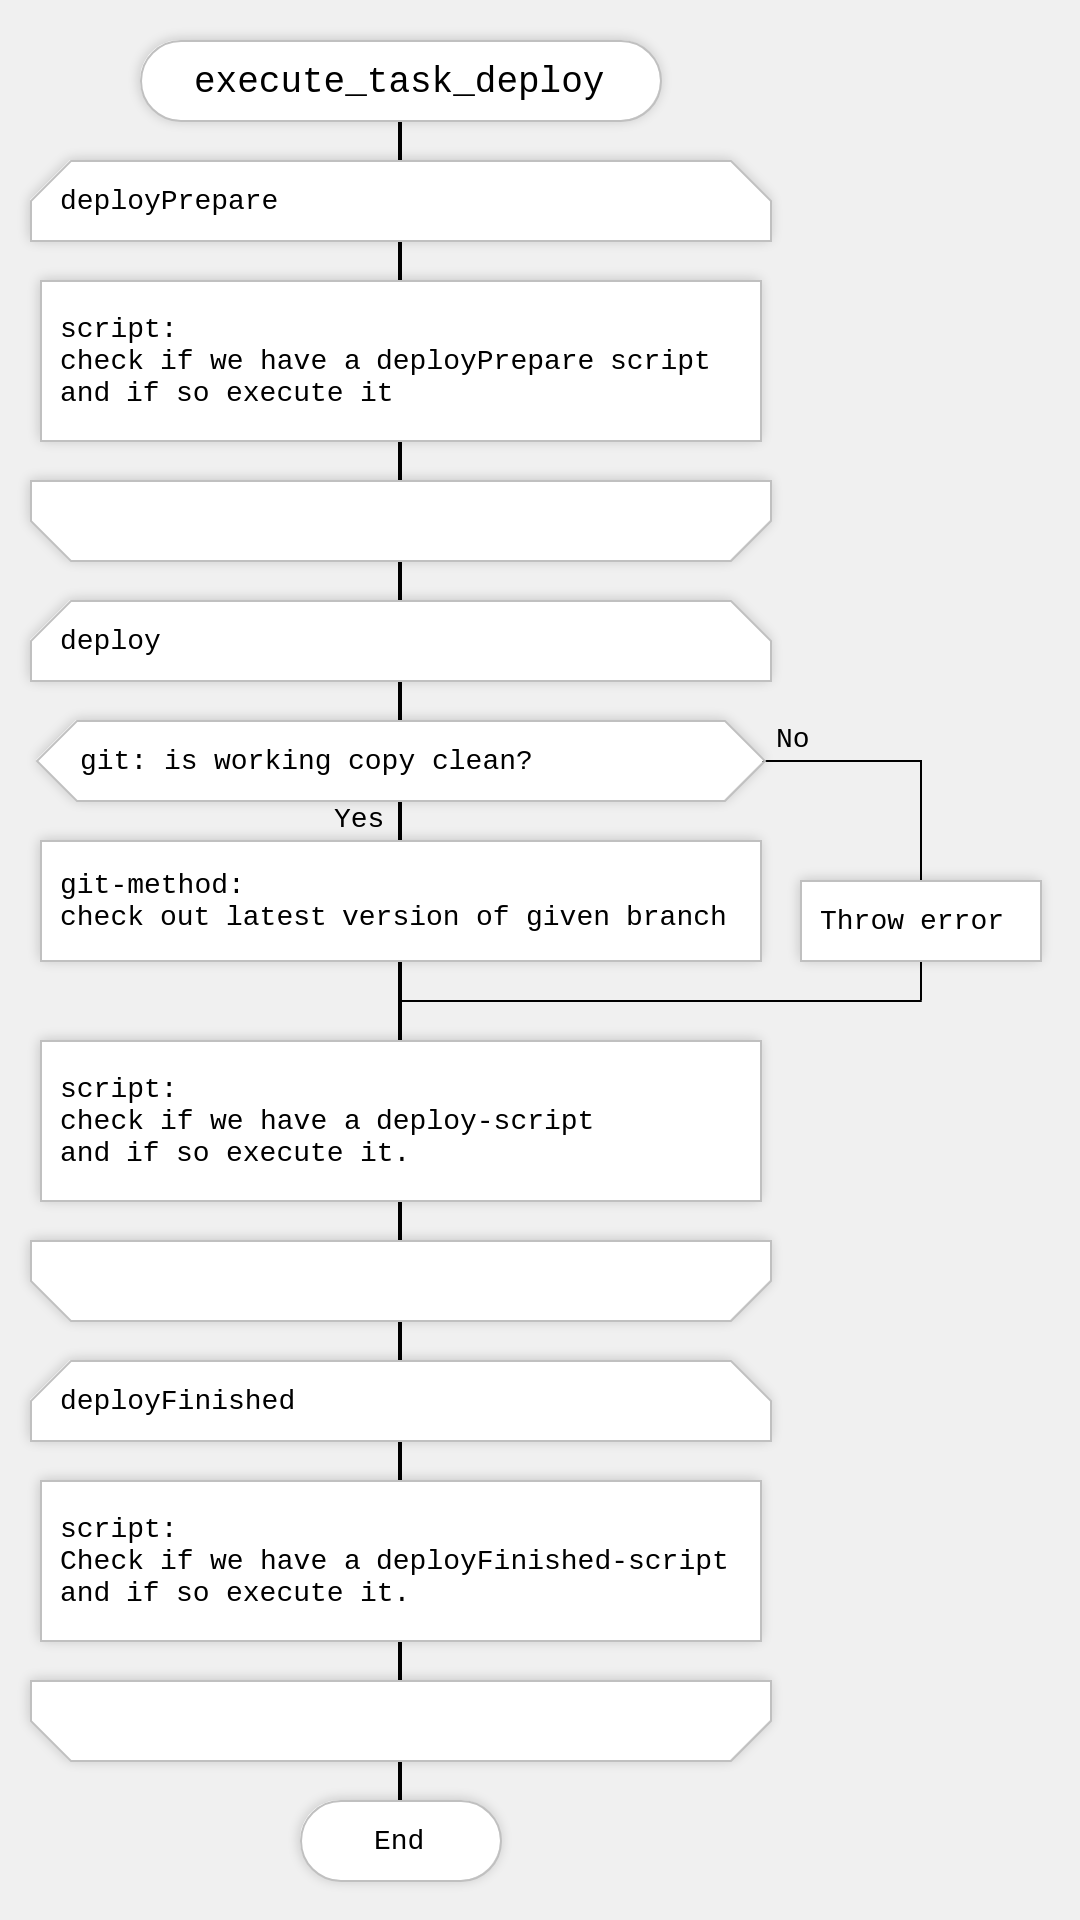 execute_task_deploy
deployPrepare
script:
check if we have a deployPrepare script
and if so execute it
deploy
git: is working copy clean?
No
Yes
git-method:
check out latest version of given branch
Throw error
script:
check if we have a deploy-script
and if so execute it.
deployFinished
script:
Check if we have a deployFinished-script
and if so execute it.
End